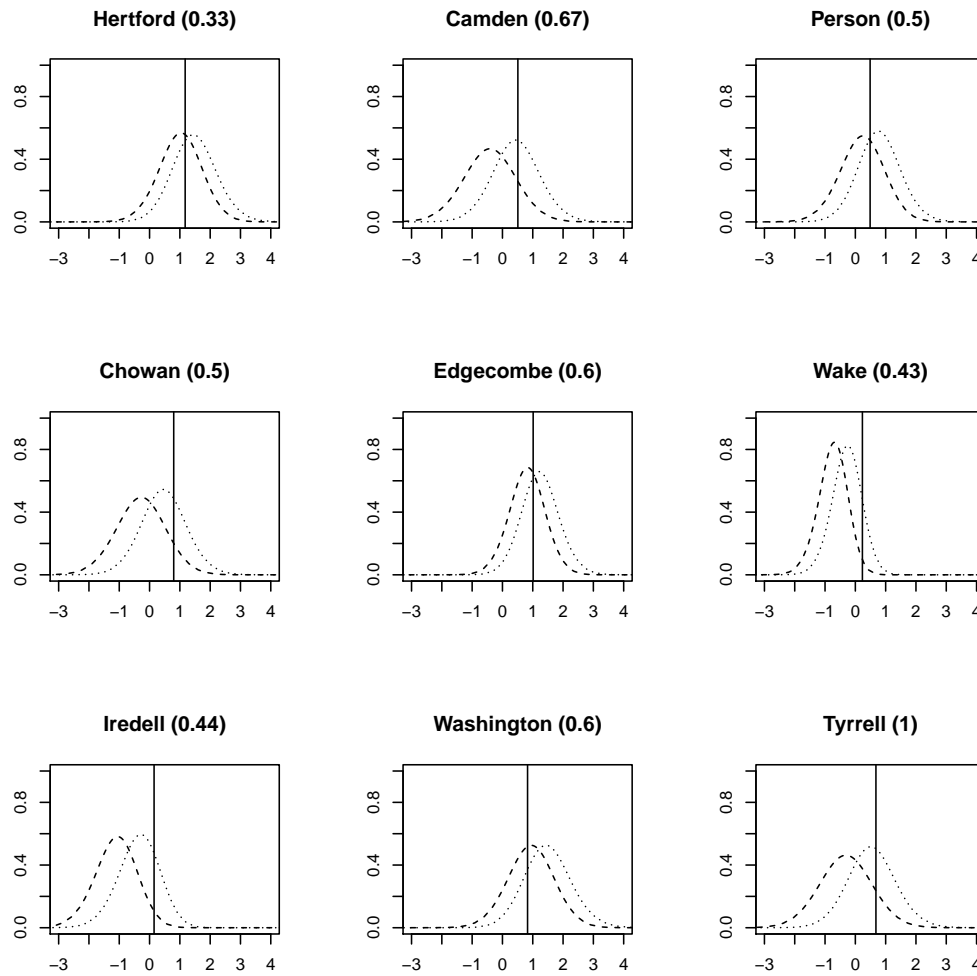 Hertford (0.33) Camden (0.67) Person (0.5)
0.8 0.8 0.8
0.4 0.4 0.4
0.0 0.0 0.0
−3 −1 0 1 2 3 4 −3 −1 0 1 2 3 4 −3 −1 0 1 2 3 4
Chowan (0.5) Edgecombe (0.6) Wake (0.43)
0.8 0.8 0.8
0.4 0.4 0.4
0.0 0.0 0.0
−3 −1 0 1 2 3 4 −3 −1 0 1 2 3 4 −3 −1 0 1 2 3 4
Iredell (0.44) Washington (0.6) Tyrrell (1)
0.8 0.8 0.8
0.4 0.4 0.4
0.0 0.0 0.0
−3 −1 0 1 2 3 4 −3 −1 0 1 2 3 4 −3 −1 0 1 2 3 4